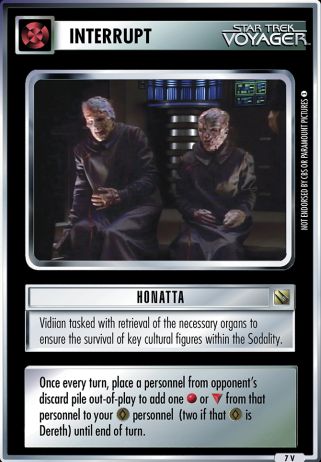 INTERRUPT
STAR TREK
VOYAGER
NOT ENDORSED BY CBS OR PARAMOUNT PICTURES
HONATTA
Vidiian tasked with retrieval of the necessary organs to
ensure the survival of key cultural figures within the Sodality.
Once every turn, place a personnel from opponent's
discard pile out-of-play to add one or from that
personnel to your personnel (two if that is
Dereth) until end of turn.
7 V